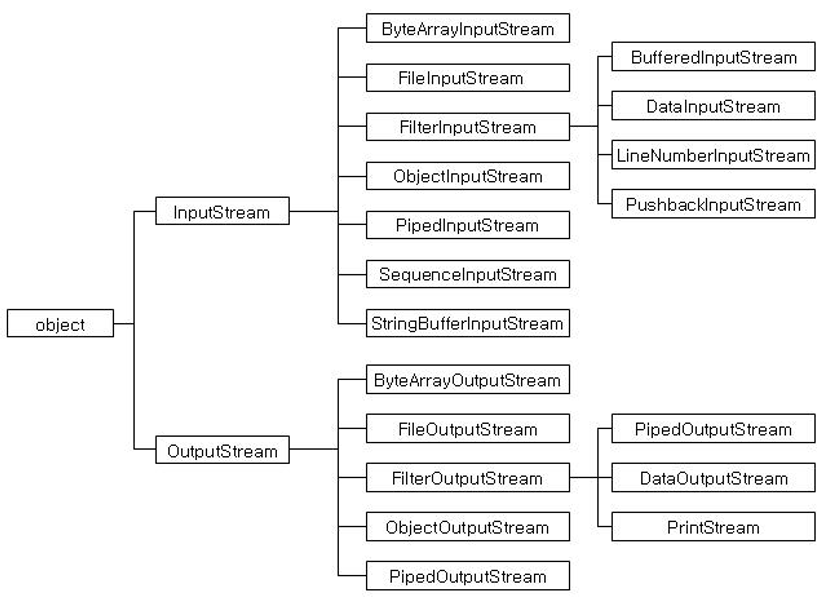 object
InputStream
ByteArrayInputStream
FileInputStream
FilterInputStream
BufferedInputStream
DataInputStream
LineNumberInputStream
PushbackInputStream
ObjectInputStream
PipedInputStream
SequenceInputStream
StringBufferInputStream
OutputStream
ByteArrayOutputStream
FileOutputStream
FilterOutputStream
PipedOutputStream
DataOutputStream
PrintStream
ObjectOutputStream
PipedOutputStream